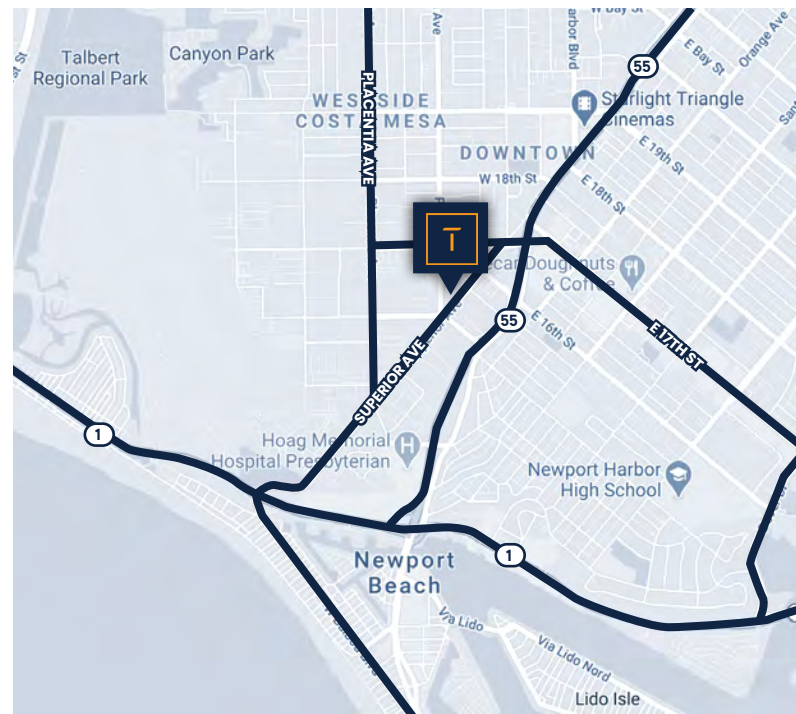 W Bay St
Ave
arbor Blvd
Orange Ave
E Bay St
Talbert
Regional Park
Canyon Park
55
PLACENTIA AVE
WESTSIDE
COSTA MESA
Starlight Triangle
Cinemas
DOWNTOWN
E 19th St
W 18th St
E 18th St
T
Doughnuts
& Coffee
55
E 16th St
E 17TH ST
SUPERIOR AVE
1
Hoag Memorial
Hospital Presbyterian
H
Newport Harbor
High School
1
Newport
Beach
Via Lido
Via Lido Nord
Lido Isle